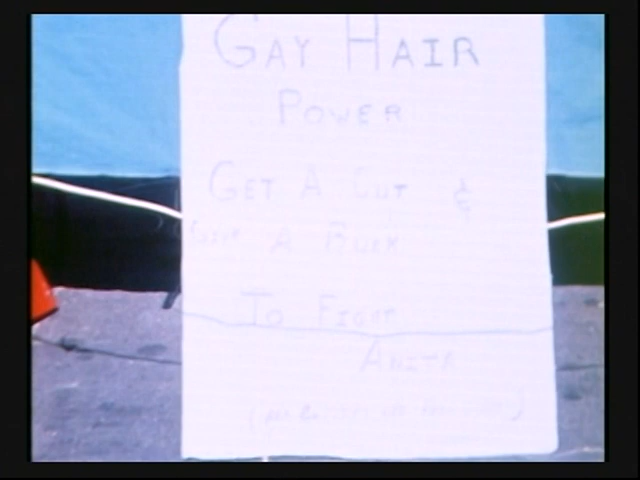 GAY HAIR
POWER
GET A CUT &
GIVE A BUCK
TO FIGHT
ANITA